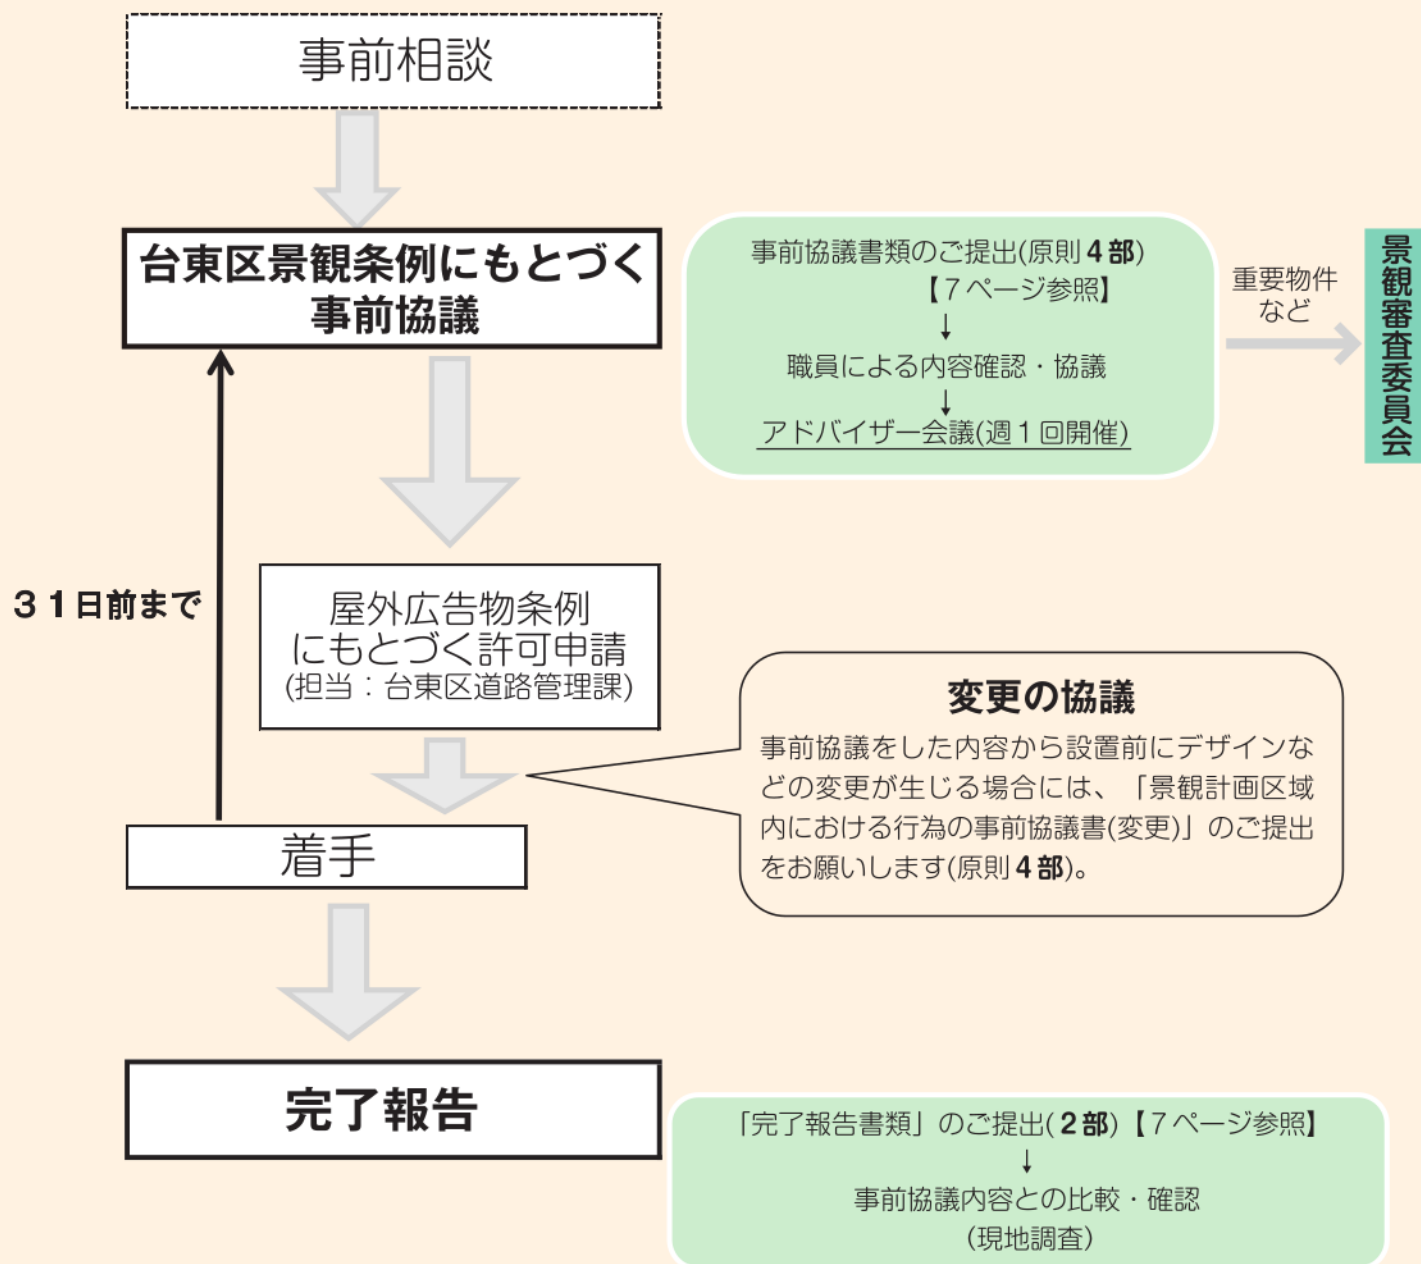 事前相談
台東区景観条例にもとづく
事前協議
事前協議書類のご提出(原則４部)
【７ページ参照】
↓
職員による内容確認・協議
↓
アドバイザー会議(週１回開催)
重要物件
など
景観審査委員会
３１日前まで
屋外広告物条例
にもとづく許可申請
(担当：台東区道路管理課)
変更の協議
事前協議をした内容から設置前にデザインな
どの変更が生じる場合には、「景観計画区域
内における行為の事前協議書(変更)」のご提出
をお願いします(原則４部)。
着手
完了報告
「完了報告書類」のご提出(２部)【７ページ参照】
↓
事前協議内容との比較・確認
（現地調査）